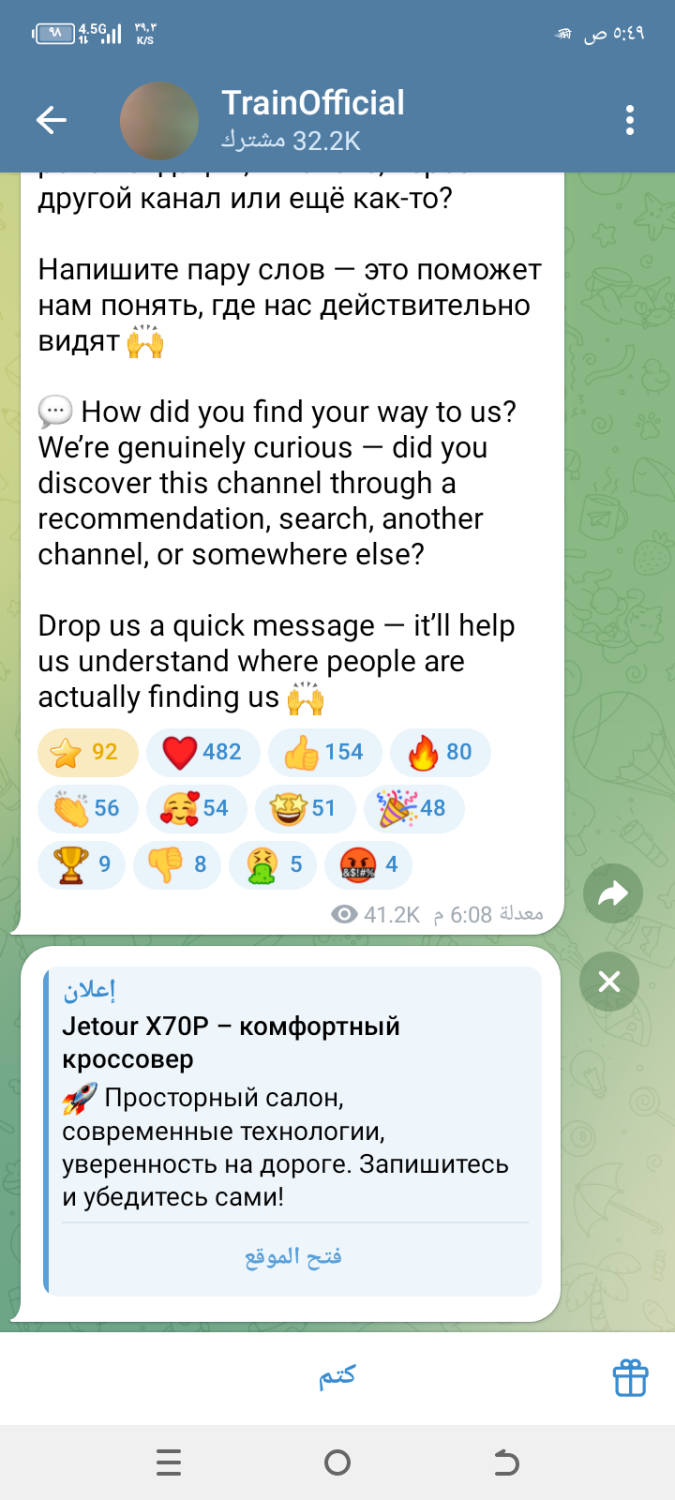 ٩٨ 4.5G ٣٩,٣ K/S ٥:٤٩ ص
TrainOfficial
32.2K مشترك
другой канал или ещё как-то?
Напишите пару слов — это поможет
нам понять, где нас действительно
видят 🙌
💬 How did you find your way to us?
We’re genuinely curious — did you
discover this channel through a
recommendation, search, another
channel, or somewhere else?
Drop us a quick message — it’ll help
us understand where people are
actually finding us 🙌
⭐ 92 ❤️ 482 👍 154 🔥 80
👏 56 🥰 54 🤩 51 🎉 48
🏆 9 👎 8 🤮 5 🤬 4
41.2K معدلة 6:08 م
إعلان
Jetour X70P – комфортный
кроссовер
🚀 Просторный салон,
современные технологии,
уверенность на дороге. Запишитесь
и убедитесь сами!
فتح الموقع
كتم